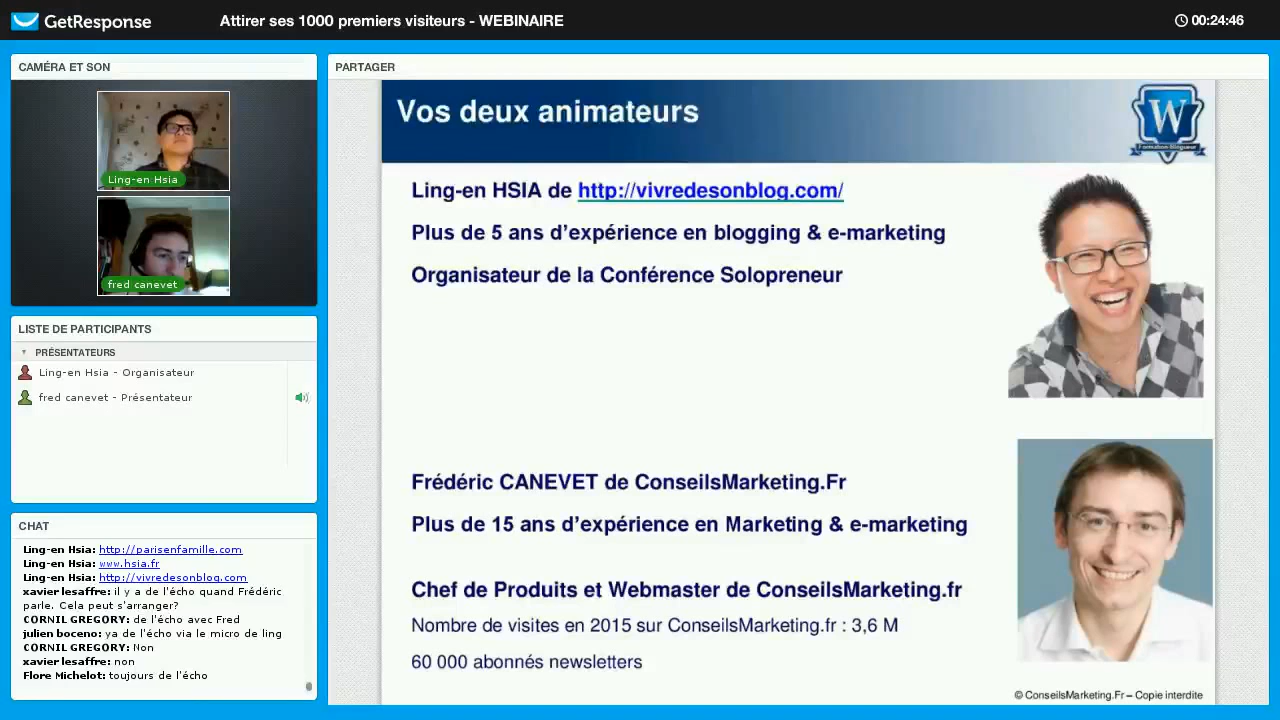 GetResponse
Attirer ses 1000 premiers visiteurs - WEBINAIRE
00:24:46
CAMÉRA ET SON
Ling-en Hsia
fred canevet
LISTE DE PARTICIPANTS
PRÉSENTATEURS
Ling-en Hsia - Organisateur
fred canevet - Présentateur
CHAT
Ling-en Hsia: http://parisenfamille.com
Ling-en Hsia: www.hsia.fr
Ling-en Hsia: http://vivredesonblog.com
xavier lesaffre: il y a de l'écho quand Frédéric
parle. Cela peut s'arranger?
CORNIL GREGORY: de l'écho avec Fred
julien boceno: ya de l'écho via le micro de ling
CORNIL GREGORY: Non
xavier lesaffre: non
Flore Michelot: toujours de l'écho
PARTAGER
Vos deux animateurs
W
Formation Blogueur
Ling-en HSIA de http://vivredesonblog.com/
Plus de 5 ans d'expérience en blogging & e-marketing
Organisateur de la Conférence Solopreneur
Frédéric CANEVET de ConseilsMarketing.Fr
Plus de 15 ans d'expérience en Marketing & e-marketing
Chef de Produits et Webmaster de ConseilsMarketing.fr
Nombre de visites en 2015 sur ConseilsMarketing.fr : 3,6 M
60 000 abonnés newsletters
© ConseilsMarketing.Fr – Copie interdite